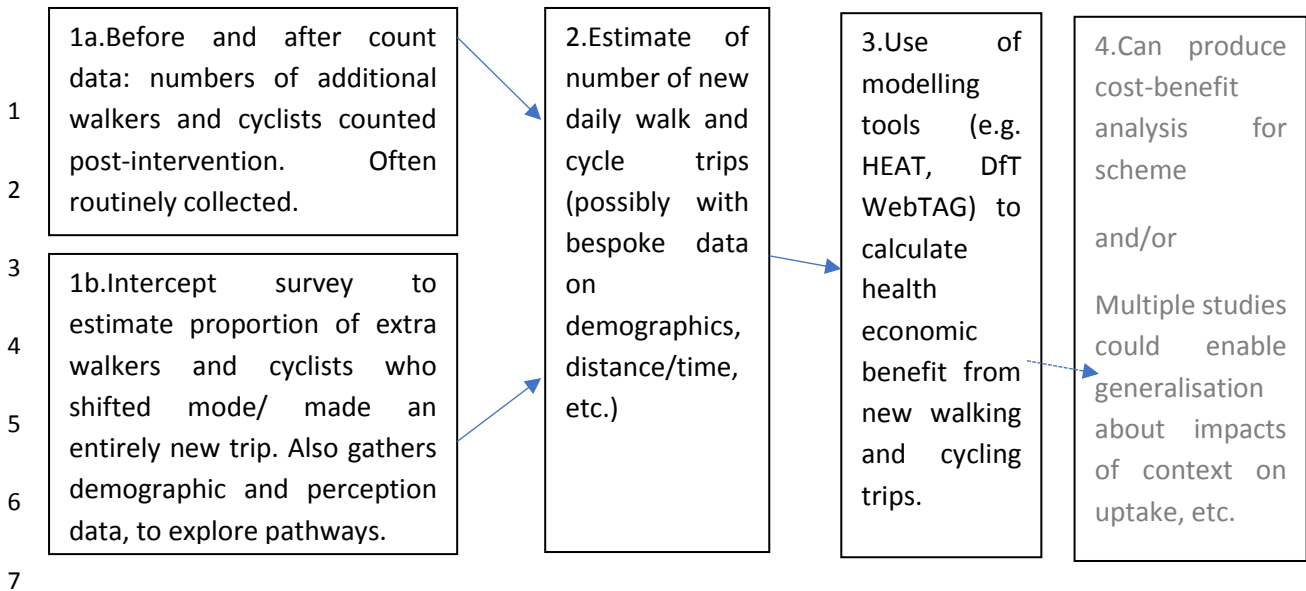 1a.Before and after count
data: numbers of additional
walkers and cyclists counted
post-intervention. Often
routinely collected.
1b.Intercept survey to
estimate proportion of extra
walkers and cyclists who
shifted mode/ made an
entirely new trip. Also gathers
demographic and perception
data, to explore pathways.
2.Estimate of
number of new
daily walk and
cycle trips
(possibly with
bespoke data
on
demographics,
distance/time,
etc.)
3.Use of
modelling
tools (e.g.
HEAT, DfT
WebTAG) to
calculate
health
economic
benefit from
new walking
and cycling
trips.
4.Can produce
cost-benefit
analysis for
scheme
and/or
Multiple studies
could enable
generalisation
about impacts
of context on
uptake, etc.
1
2
3
4
5
6
7